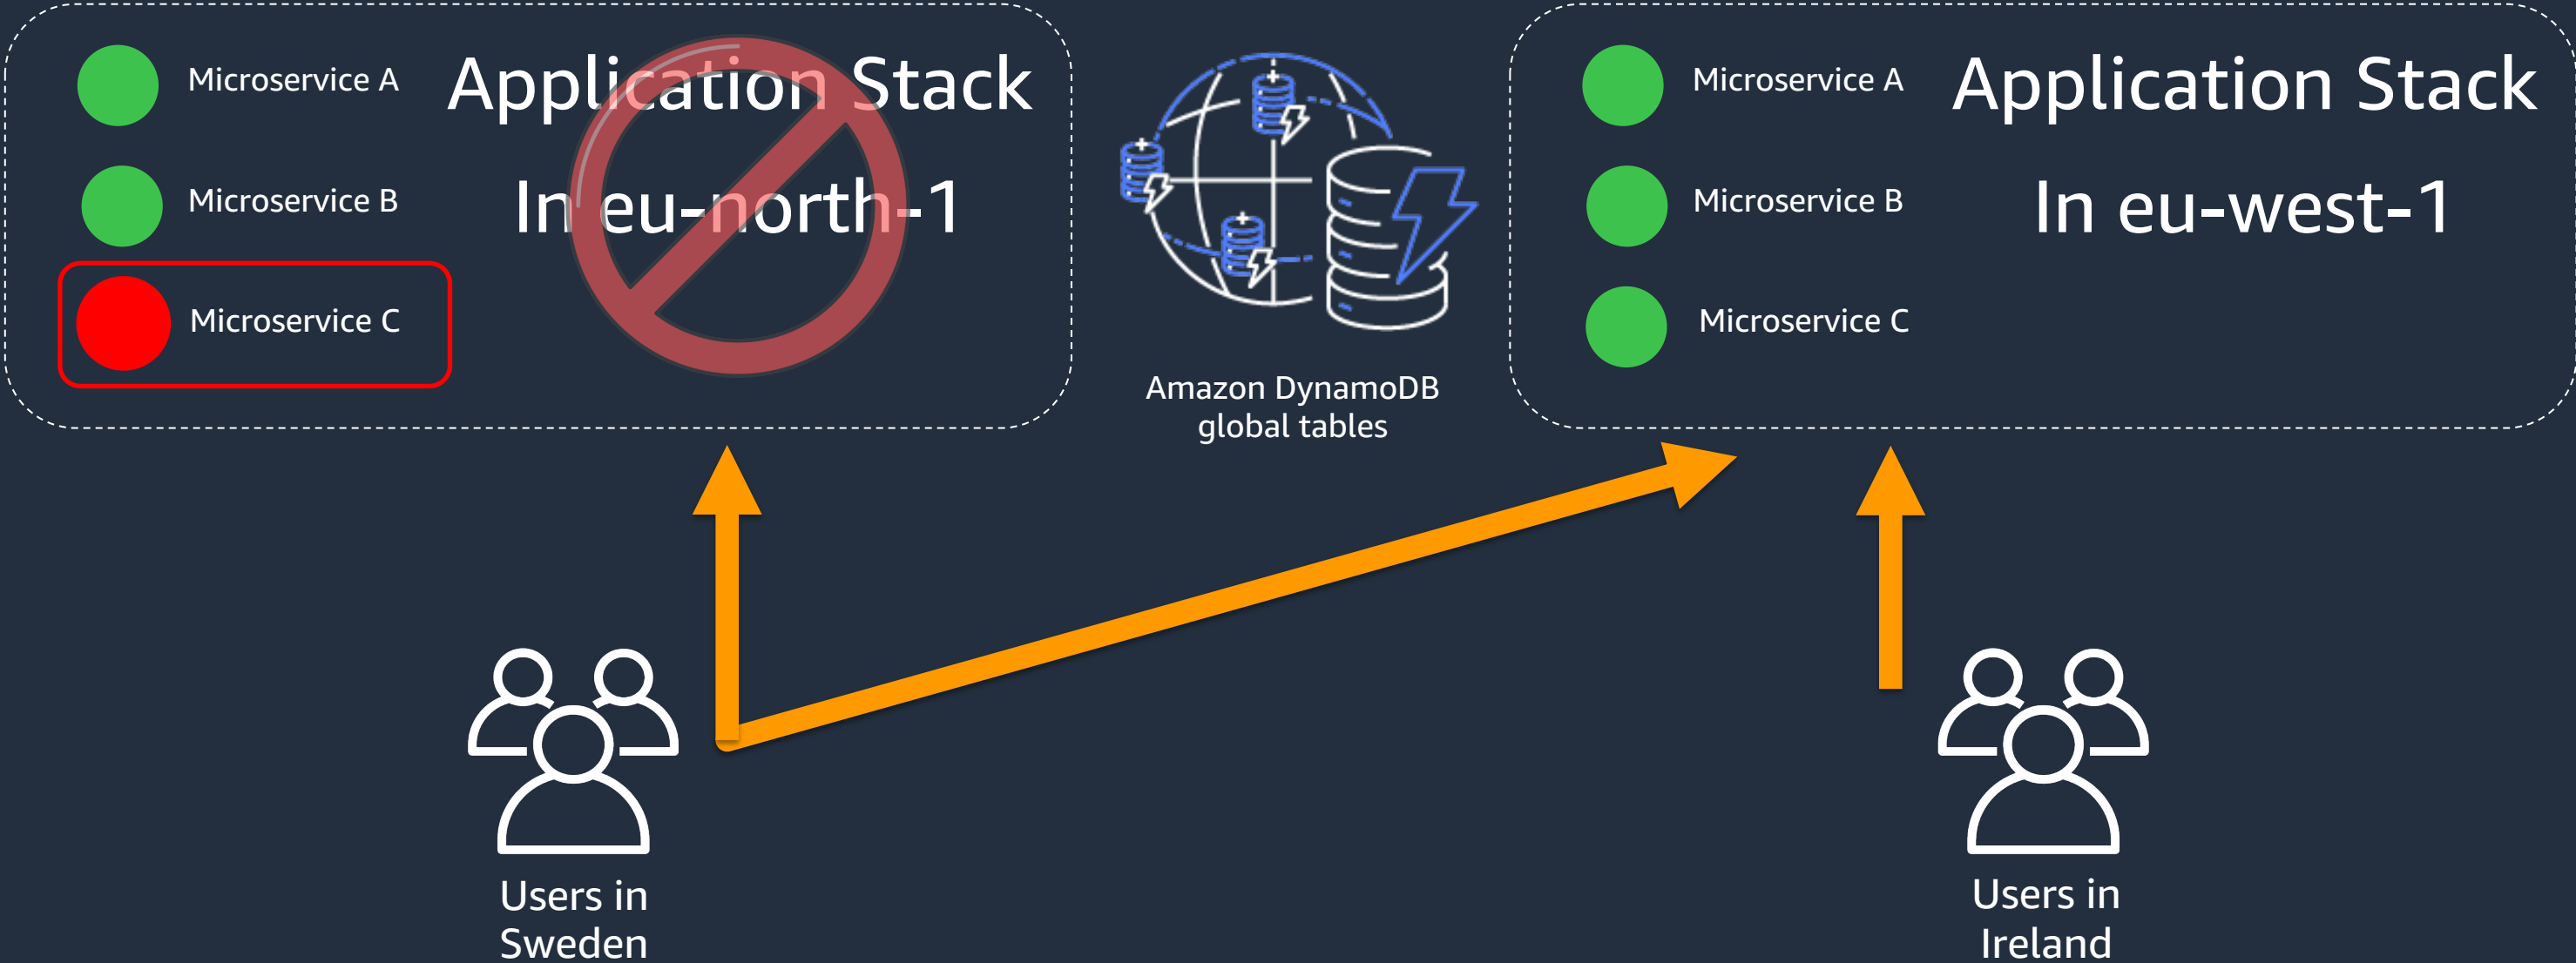 Microservice A
Microservice B
Microservice C
Application Stack
In eu-north-1
Amazon DynamoDB
global tables
Microservice A
Microservice B
Microservice C
Application Stack
In eu-west-1
Users in
Sweden
Users in
Ireland